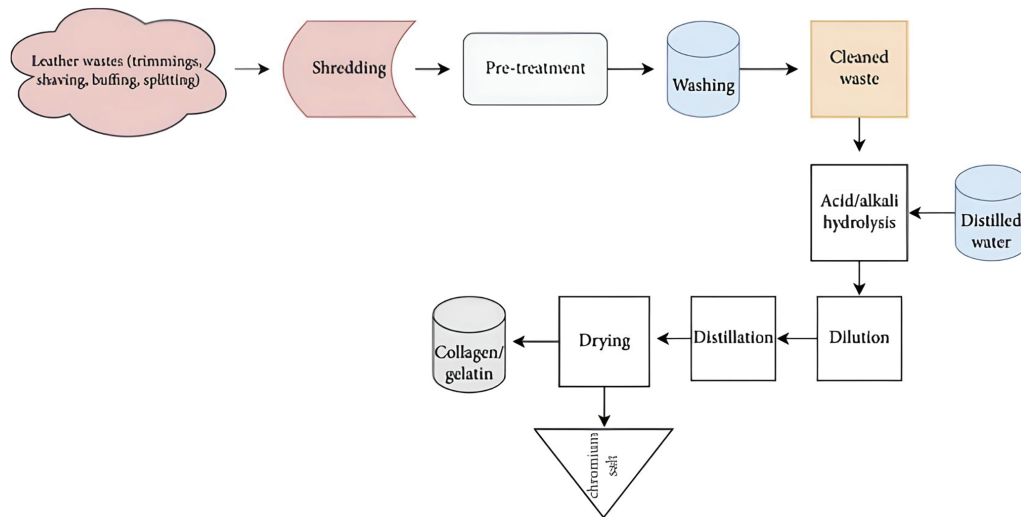 Leather wastes (trimmings,
shaving, buffing, splitting)
Shredding
Pre-treatment
Washing
Cleaned
waste
Acid/alkali
hydrolysis
Distilled
water
Collagen/
gelatin
Drying
Distillation
Dilution
chromium
salt